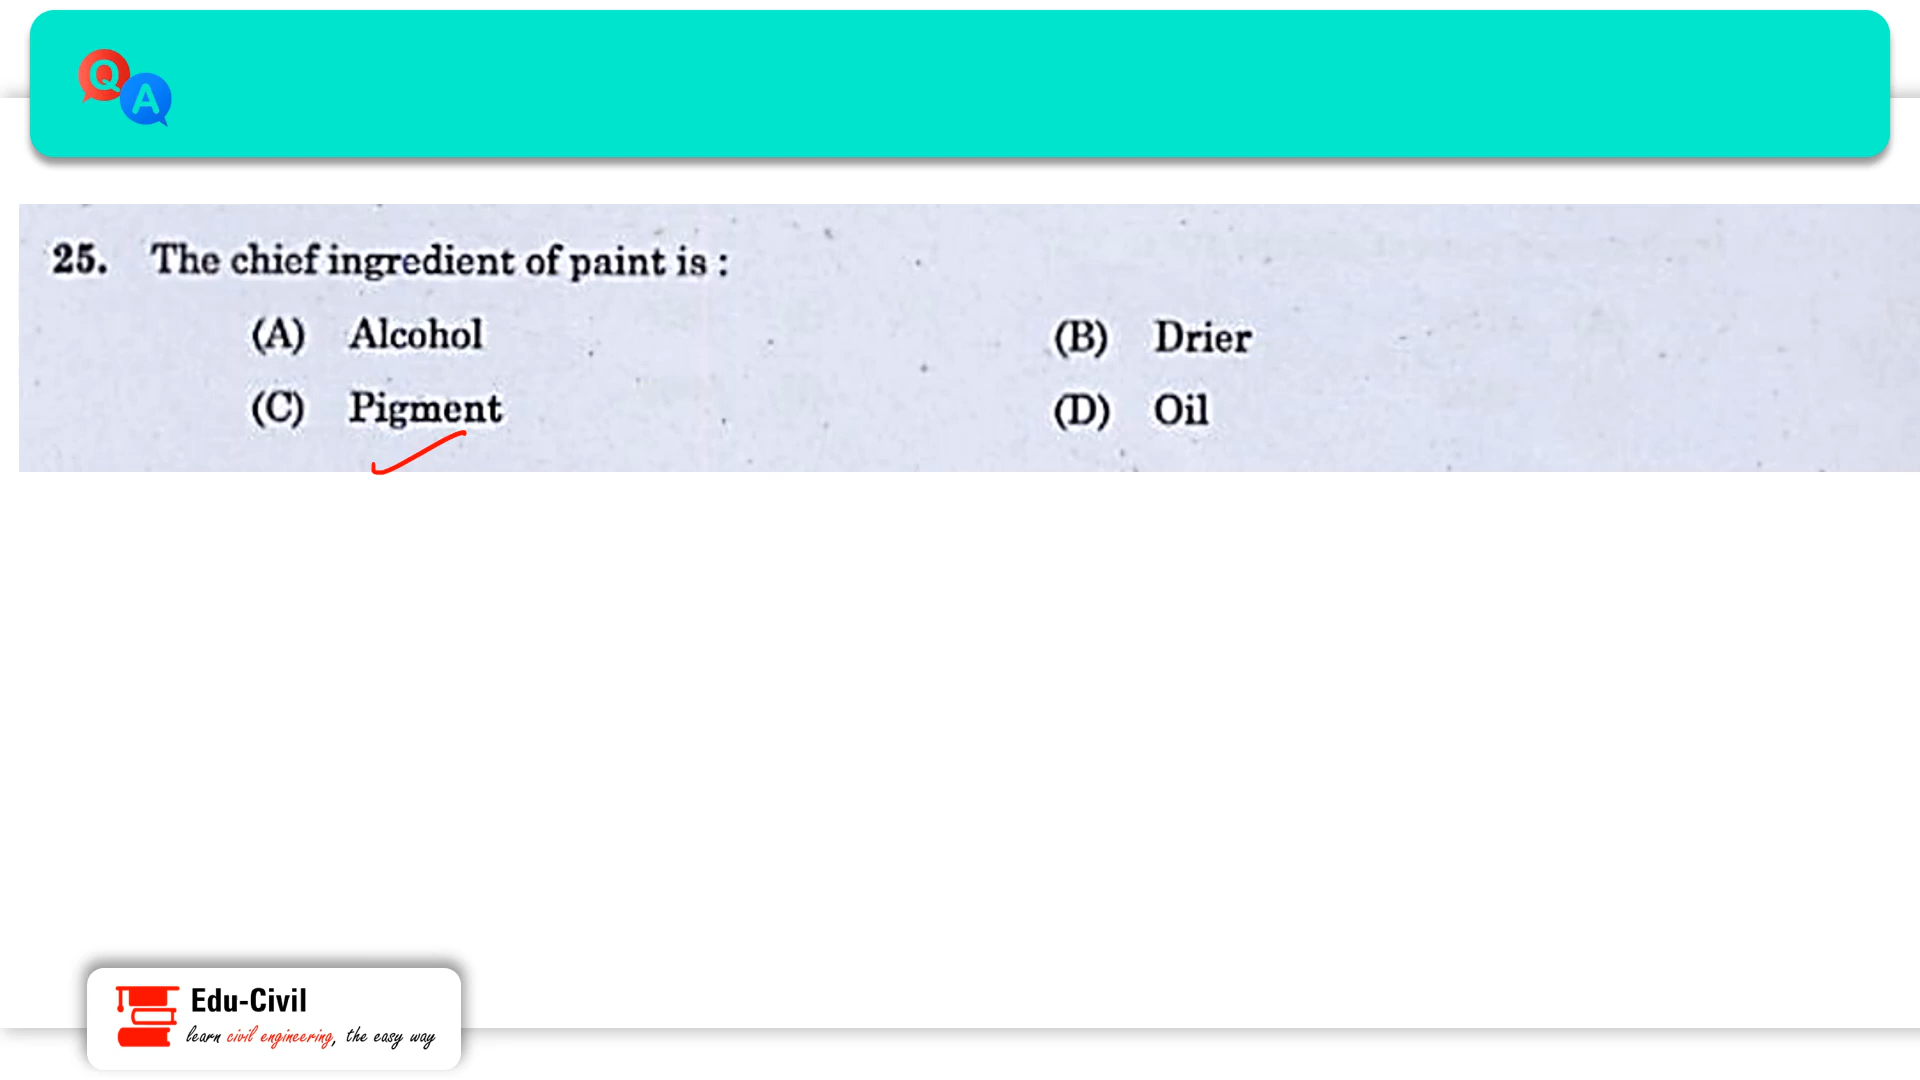 Q
A
25. The chief ingredient of paint is :
(A) Alcohol
(B) Drier
(C) Pigment
(D) Oil
Edu-Civil
learn civil engineering, the easy way